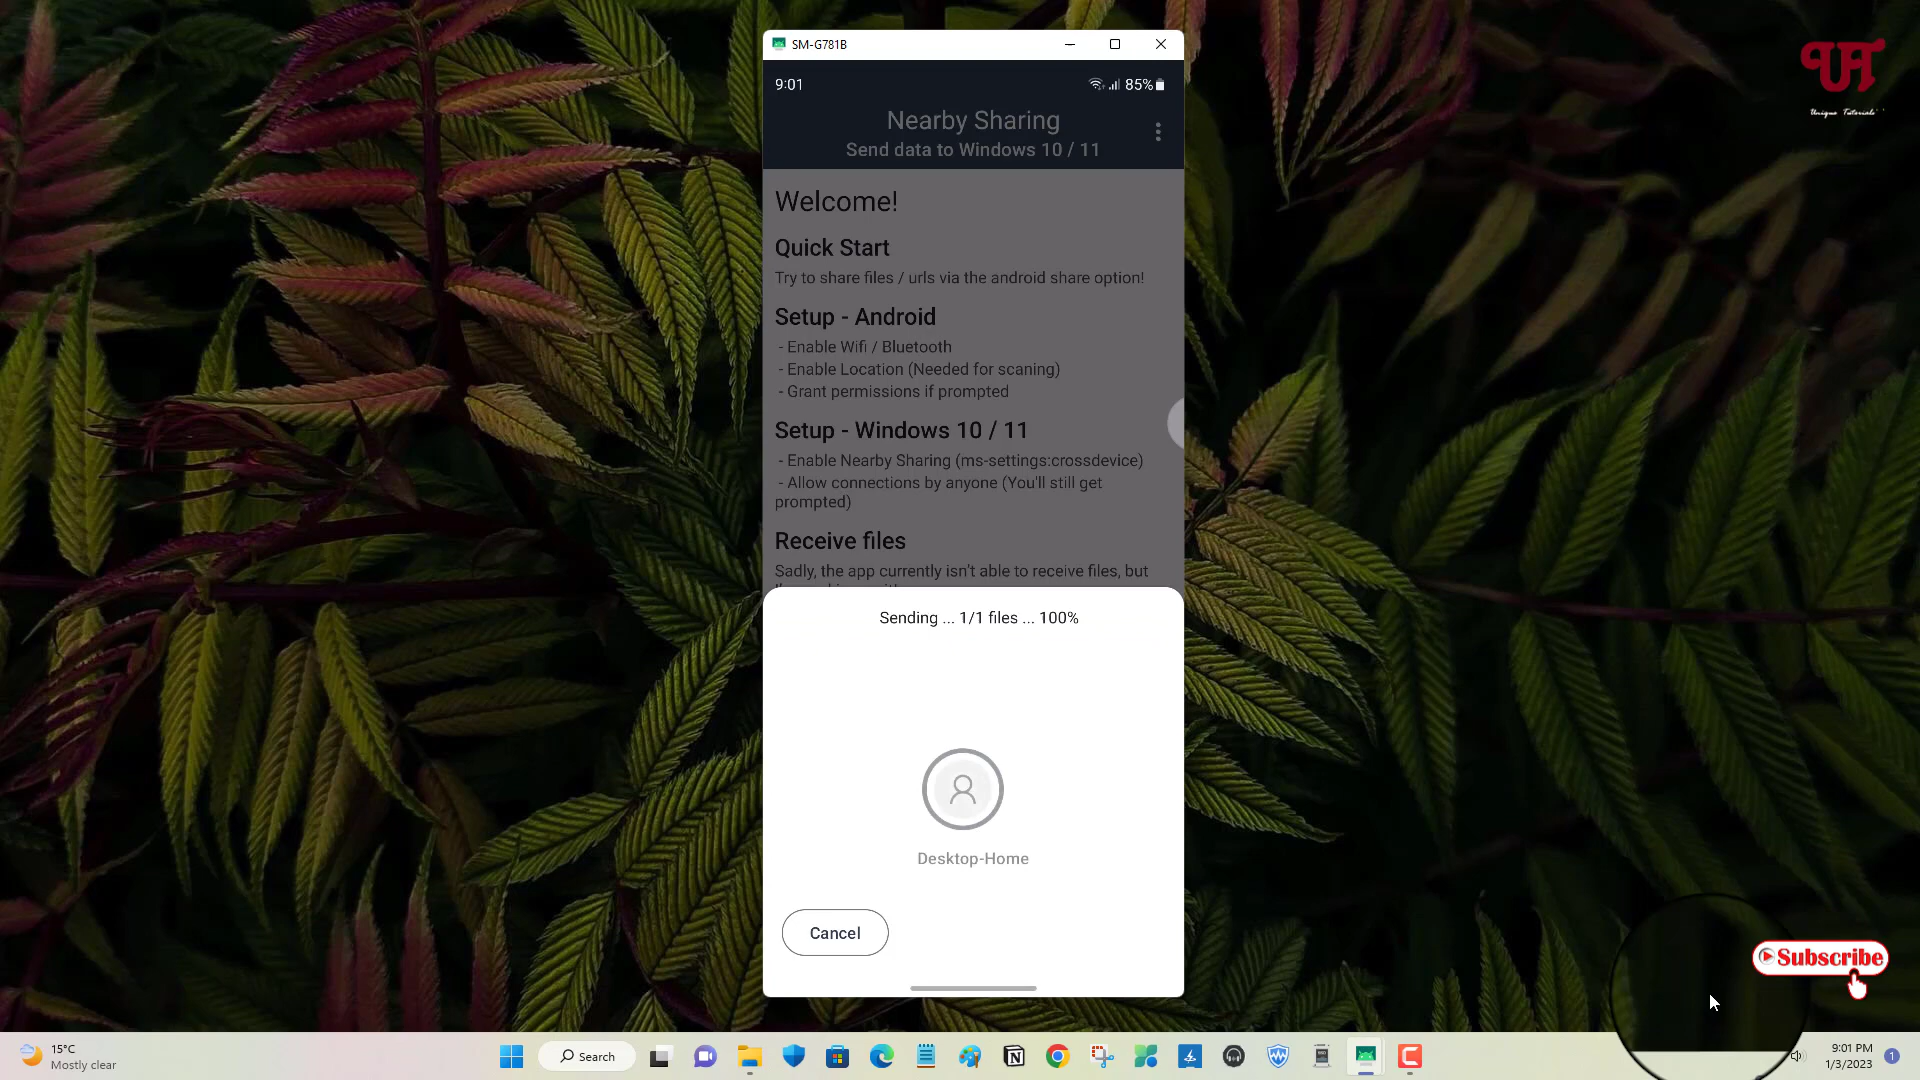 SM-G781B
9:01
85%
Nearby Sharing
Send data to Windows 10 / 11
Welcome!
Quick Start
Try to share files / urls via the android share option!
Setup - Android
- Enable Wifi / Bluetooth
- Enable Location (Needed for scaning)
- Grant permissions if prompted
Setup - Windows 10 / 11
- Enable Nearby Sharing (ms-settings:crossdevice)
- Allow connections by anyone (You'll still get
prompted)
Receive files
Sadly, the app currently isn't able to receive files, but
Sending ... 1/1 files ... 100%
Desktop-Home
Cancel
UT
Unique Tutorials
Subscribe
15°C
Mostly clear
Search
9:01 PM
1/3/2023
1